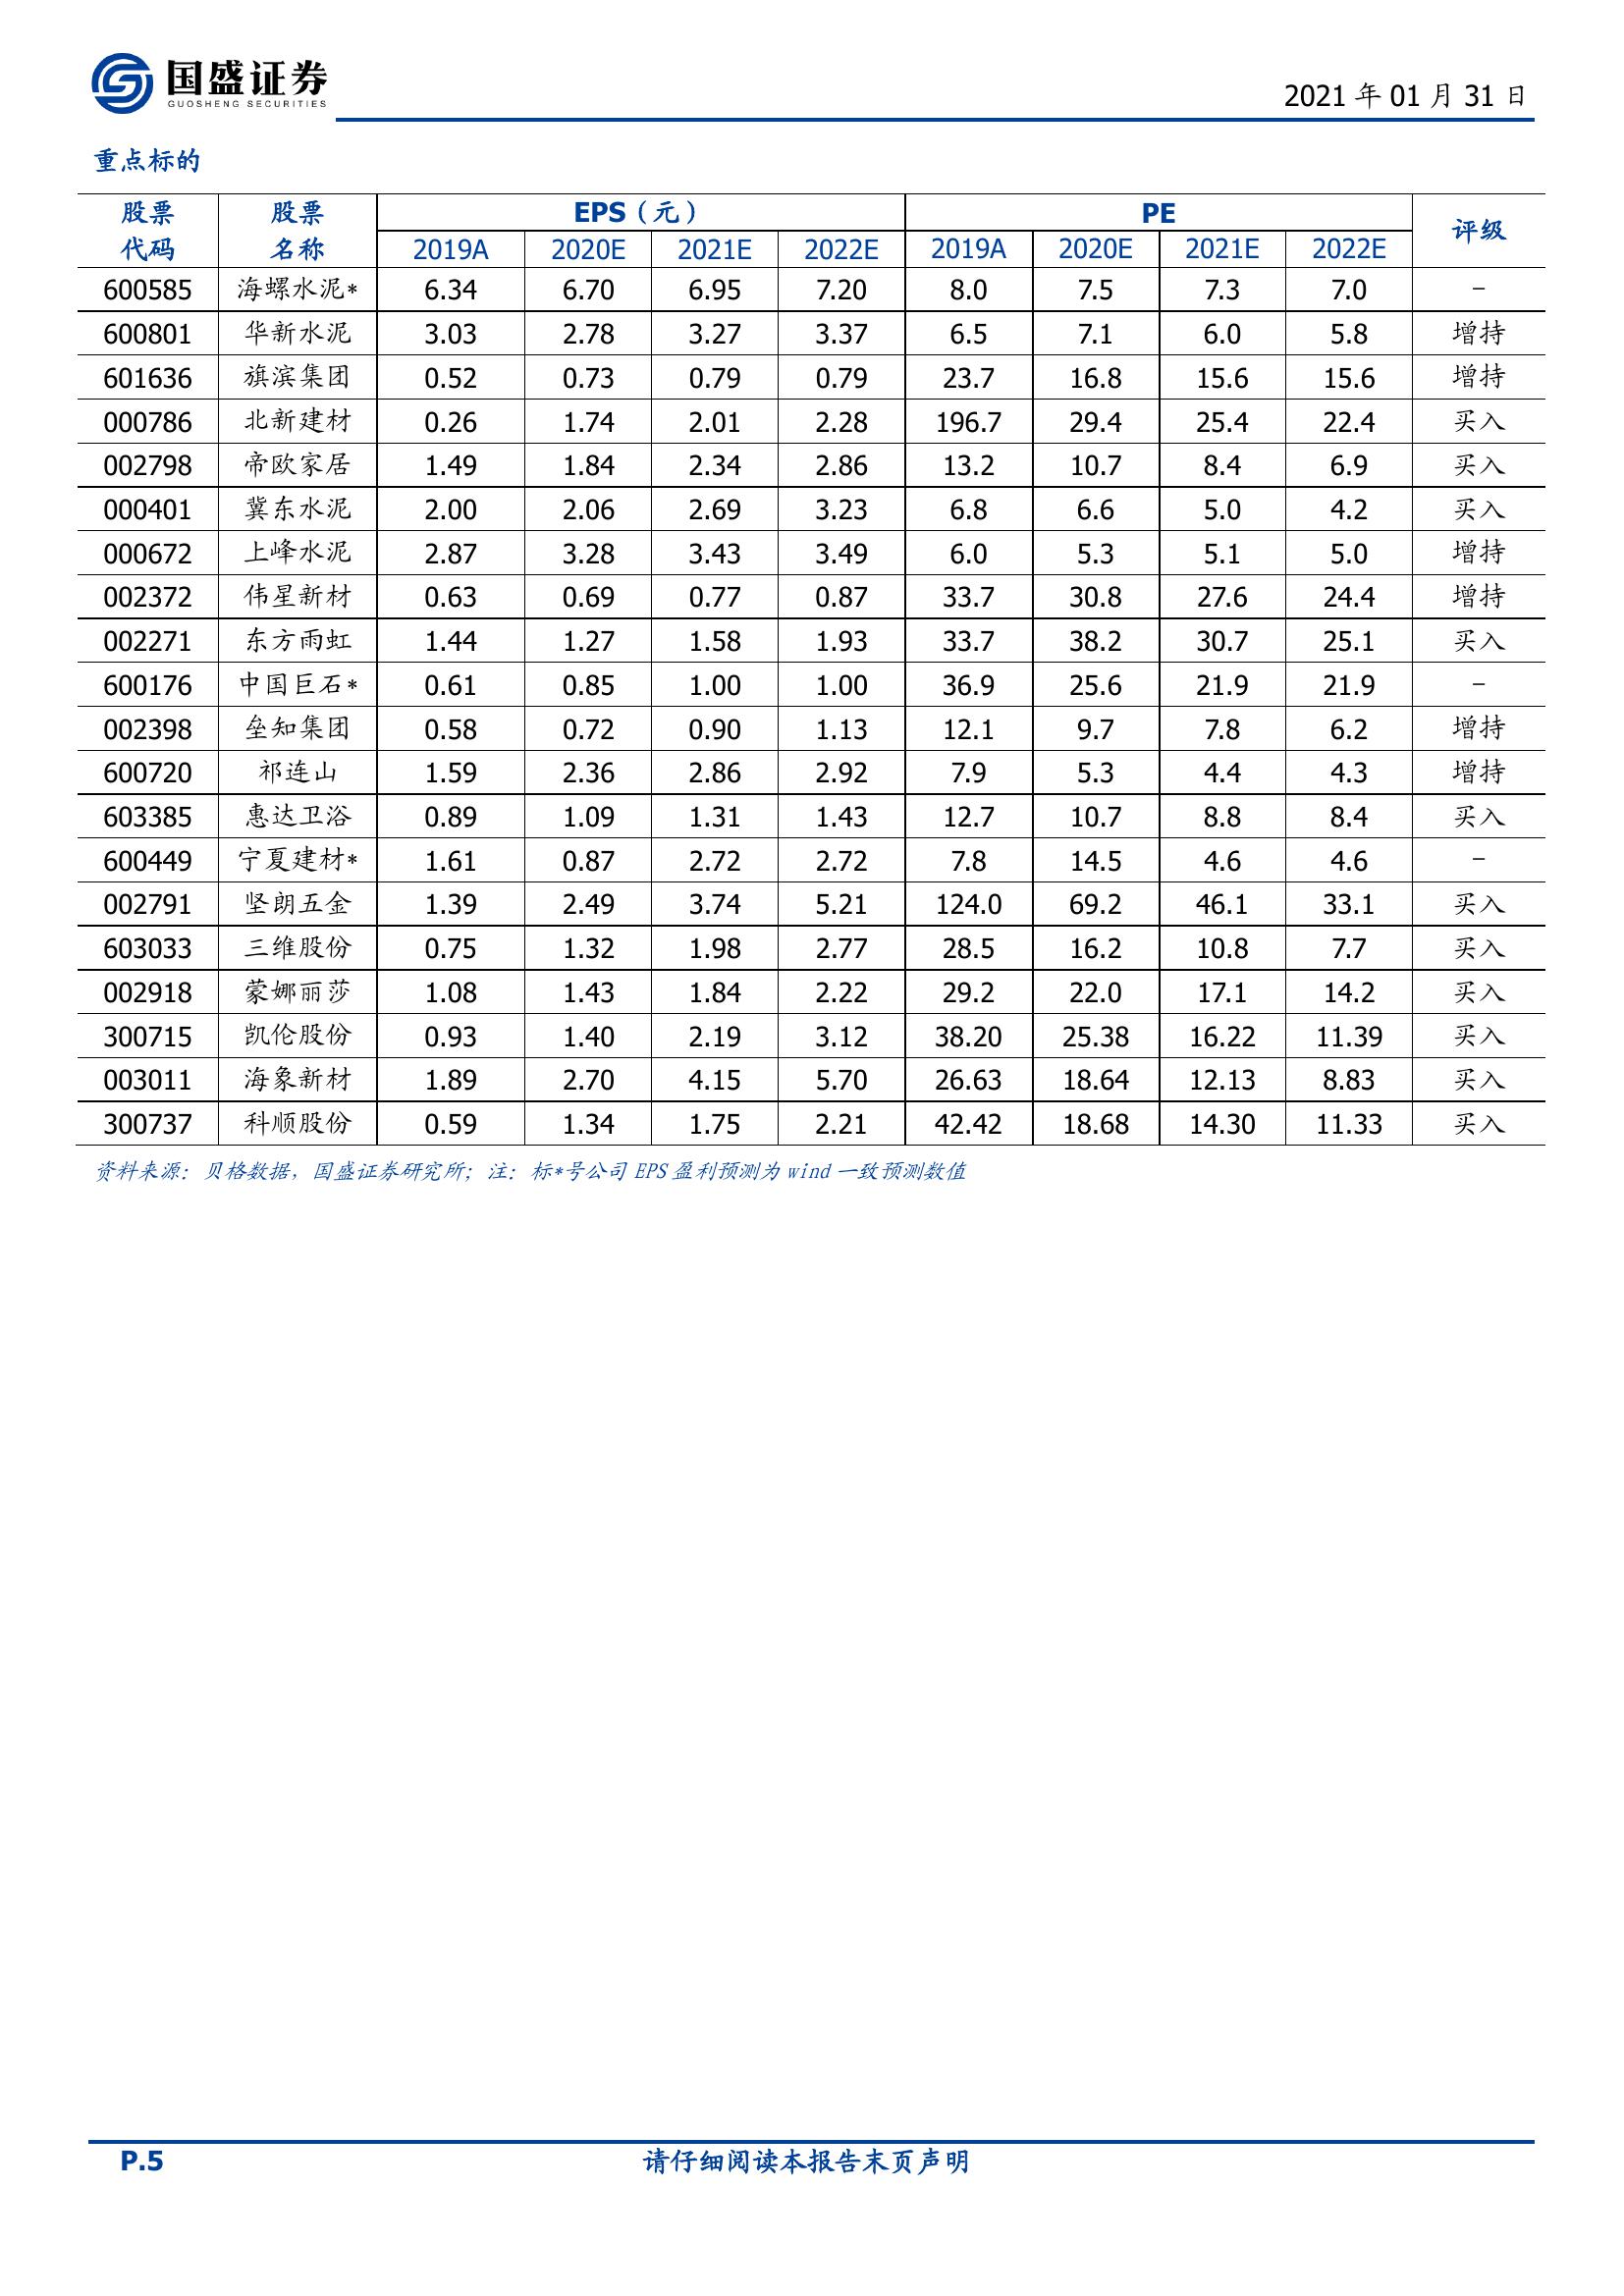 国盛证券
GUOSHENG SECURITIES
2021 年 01 月 31 日
重点标的
股票代码 股票名称 EPS（元） PE 评级
2019A 2020E 2021E 2022E 2019A 2020E 2021E 2022E
600585 海螺水泥* 6.34 6.70 6.95 7.20 8.0 7.5 7.3 7.0 -
600801 华新水泥 3.03 2.78 3.27 3.37 6.5 7.1 6.0 5.8 增持
601636 旗滨集团 0.52 0.73 0.79 0.79 23.7 16.8 15.6 15.6 增持
000786 北新建材 0.26 1.74 2.01 2.28 196.7 29.4 25.4 22.4 买入
002798 帝欧家居 1.49 1.84 2.34 2.86 13.2 10.7 8.4 6.9 买入
000401 冀东水泥 2.00 2.06 2.69 3.23 6.8 6.6 5.0 4.2 买入
000672 上峰水泥 2.87 3.28 3.43 3.49 6.0 5.3 5.1 5.0 增持
002372 伟星新材 0.63 0.69 0.77 0.87 33.7 30.8 27.6 24.4 增持
002271 东方雨虹 1.44 1.27 1.58 1.93 33.7 38.2 30.7 25.1 买入
600176 中国巨石* 0.61 0.85 1.00 1.00 36.9 25.6 21.9 21.9 -
002398 垒知集团 0.58 0.72 0.90 1.13 12.1 9.7 7.8 6.2 增持
600720 祁连山 1.59 2.36 2.86 2.92 7.9 5.3 4.4 4.3 增持
603385 惠达卫浴 0.89 1.09 1.31 1.43 12.7 10.7 8.8 8.4 买入
600449 宁夏建材* 1.61 0.87 2.72 2.72 7.8 14.5 4.6 4.6 -
002791 坚朗五金 1.39 2.49 3.74 5.21 124.0 69.2 46.1 33.1 买入
603033 三维股份 0.75 1.32 1.98 2.77 28.5 16.2 10.8 7.7 买入
002918 蒙娜丽莎 1.08 1.43 1.84 2.22 29.2 22.0 17.1 14.2 买入
300715 凯伦股份 0.93 1.40 2.19 3.12 38.20 25.38 16.22 11.39 买入
003011 海象新材 1.89 2.70 4.15 5.70 26.63 18.64 12.13 8.83 买入
300737 科顺股份 0.59 1.34 1.75 2.21 42.42 18.68 14.30 11.33 买入
资料来源：贝格数据，国盛证券研究所；注：标*号公司 EPS 盈利预测为 wind 一致预测数值
P.5 请仔细阅读本报告末页声明